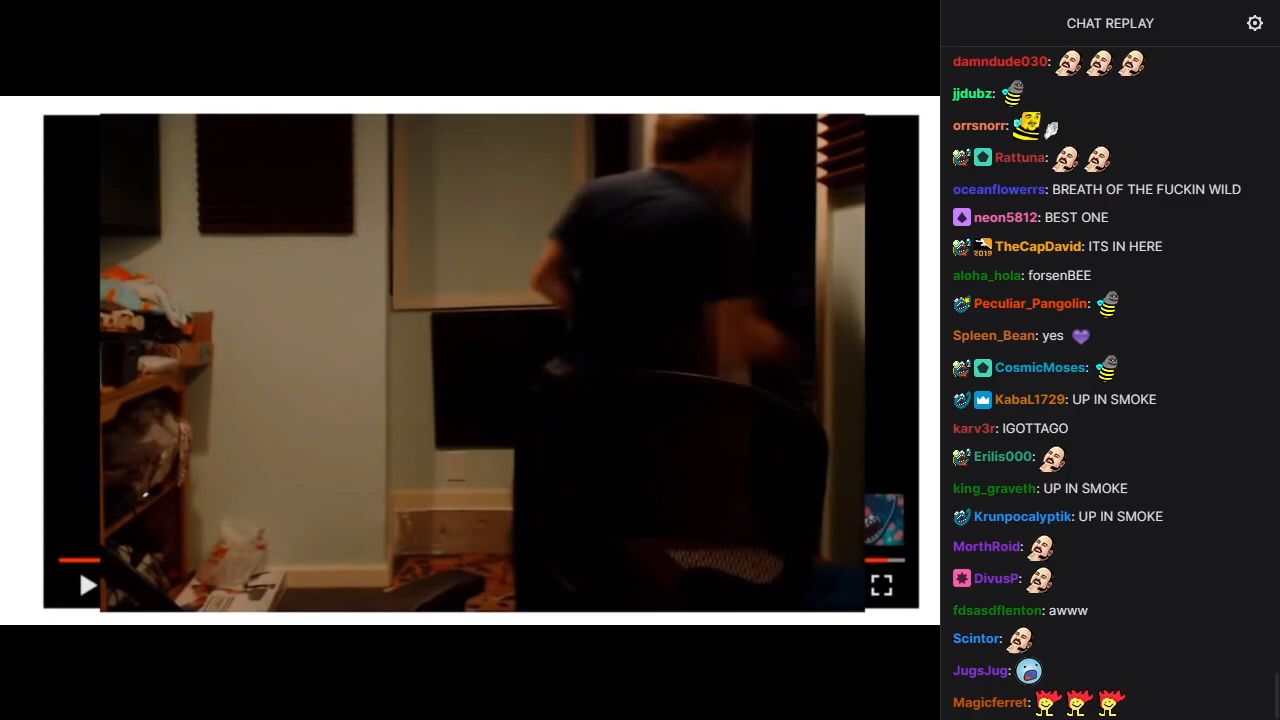 CHAT REPLAY
damndude030:
jjdubz:
orrsnorr:
Rattuna:
oceanflowerrs: BREATH OF THE FUCKIN WILD
neon5812: BEST ONE
2019 TheCapDavid: ITS IN HERE
aloha_hola: forsenBEE
Peculiar_Pangolin:
Spleen_Bean: yes
CosmicMoses:
KabaL1729: UP IN SMOKE
karv3r: IGOTTAGO
Erilis000:
king_graveth: UP IN SMOKE
Krunpocalyptik: UP IN SMOKE
MorthRoid:
DivusP:
fdsasdflenton: awww
Scintor:
JugsJug:
Magicferret: